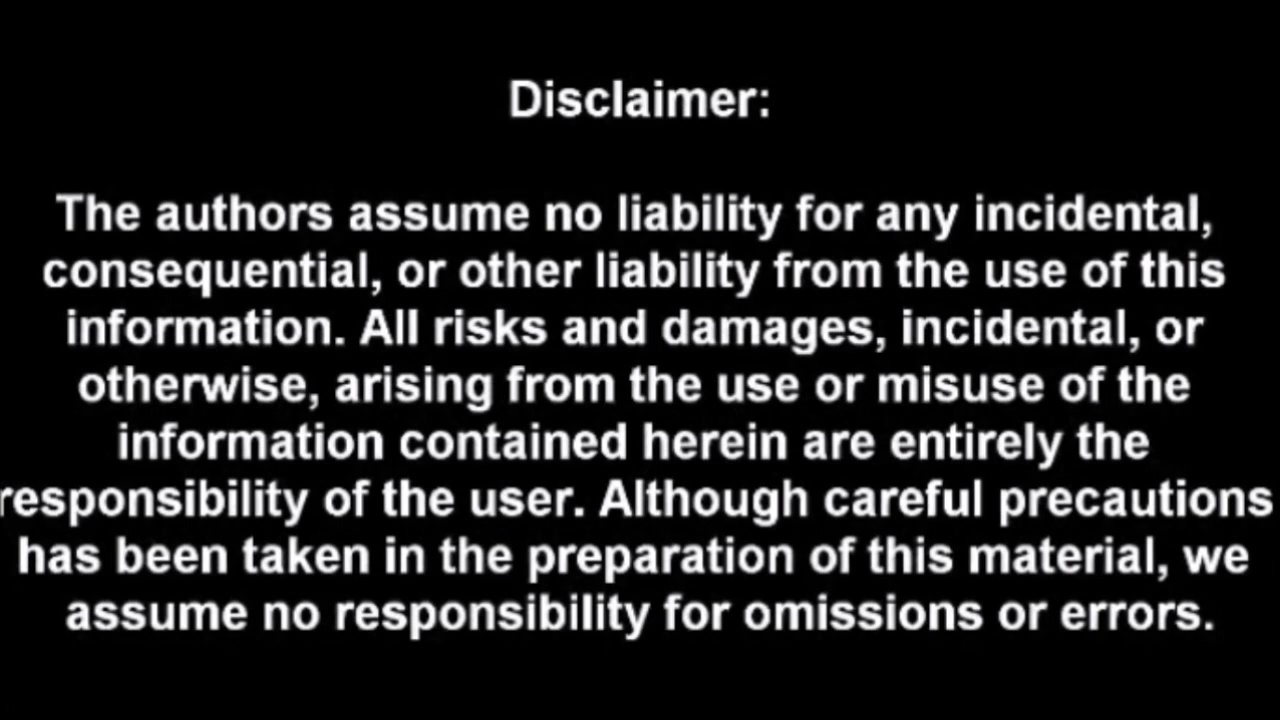 Disclaimer:
The authors assume no liability for any incidental,
consequential, or other liability from the use of this
information. All risks and damages, incidental, or
otherwise, arising from the use or misuse of the
information contained herein are entirely the
responsibility of the user. Although careful precautions
has been taken in the preparation of this material, we
assume no responsibility for omissions or errors.